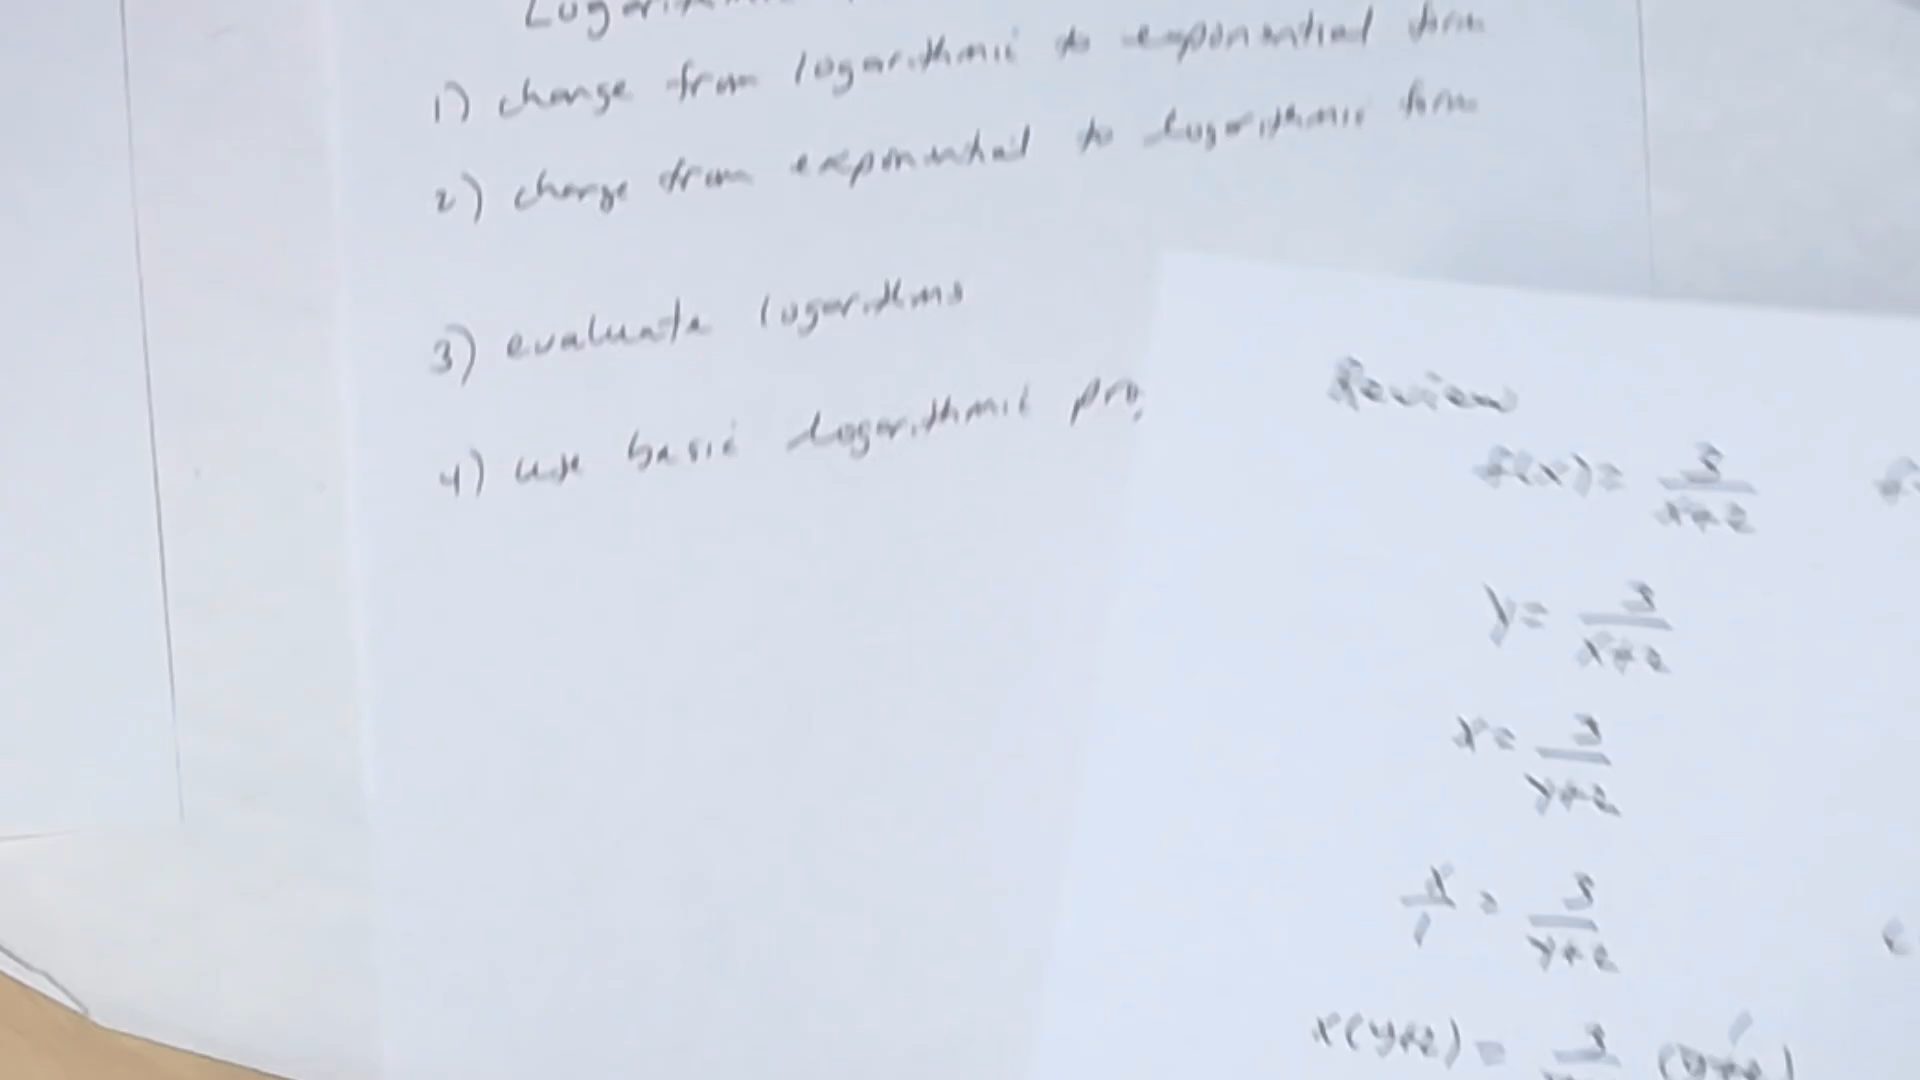 1) change from logarithmic to exponential form
2) change from exponential to logarithmic form
3) evaluate logarithms
4) use basic logarithmic
Review
f(x) = 3/(x+2)
y = 3/(x+2)
x = 3/(y+2)
x/1 = 3/(y+2)
x(y+2) = 3